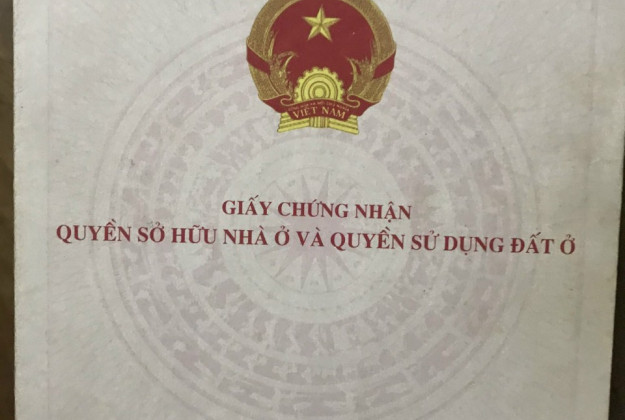 VIỆT NAM
GIẤY CHỨNG NHẬN
QUYỀN SỞ HỮU NHÀ Ở VÀ QUYỀN SỬ DỤNG ĐẤT Ở